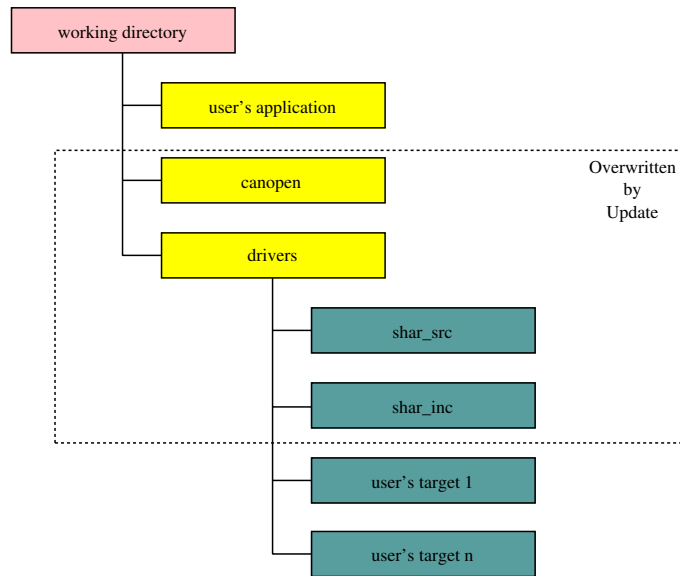 working directory
user's application
canopen
Overwritten
by
Update
drivers
shar_src
shar_inc
user's target 1
user's target n